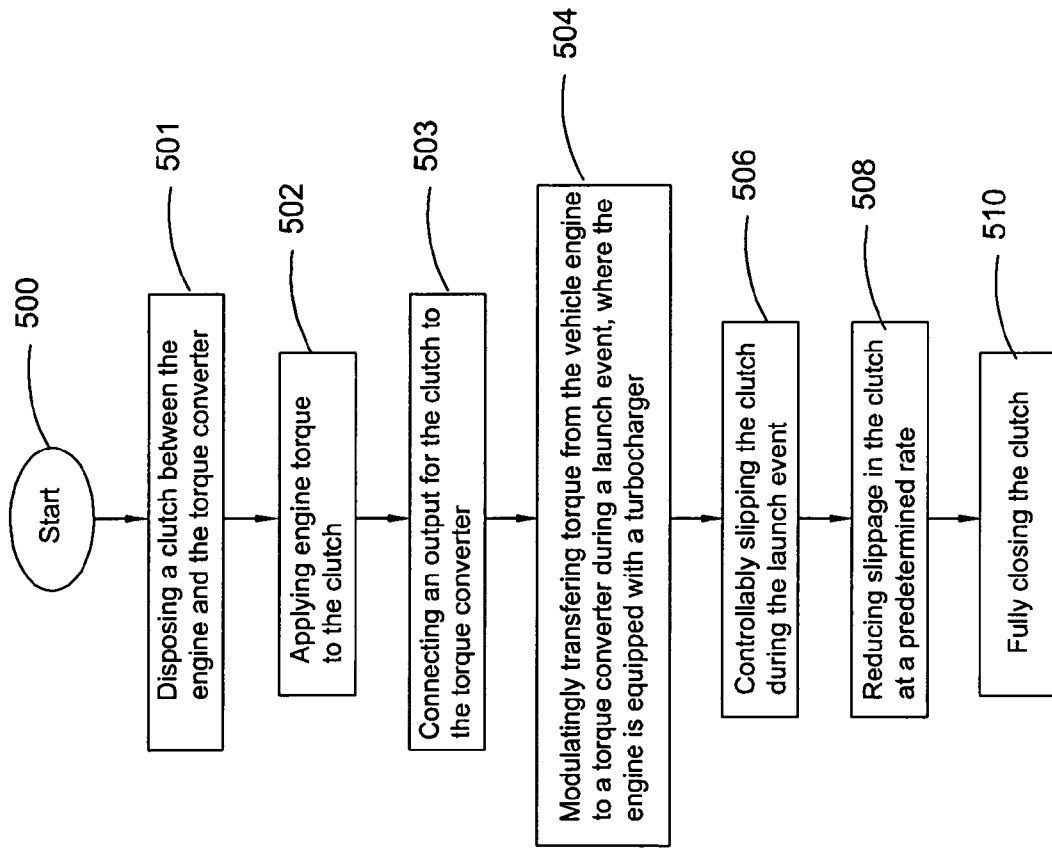 Start
500
Disposing a clutch between the
engine and the torque converter
501
Applying engine torque
to the clutch
502
Connecting an output for the clutch to
the torque converter
503
Modulatingly transfering torque from the vehicle engine
to a torque converter during a launch event, where the
engine is equipped with a turbocharger
504
Controllably slipping the clutch
during the launch event
506
Reducing slippage in the clutch
at a predetermined rate
508
Fully closing the clutch
510